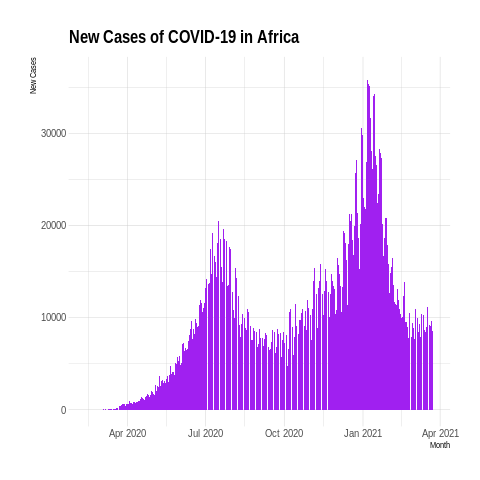 New Cases of COVID-19 in Africa
New Cases
30000
20000
10000
0
Apr 2020 Jul 2020 Oct 2020 Jan 2021 Apr 2021
Month